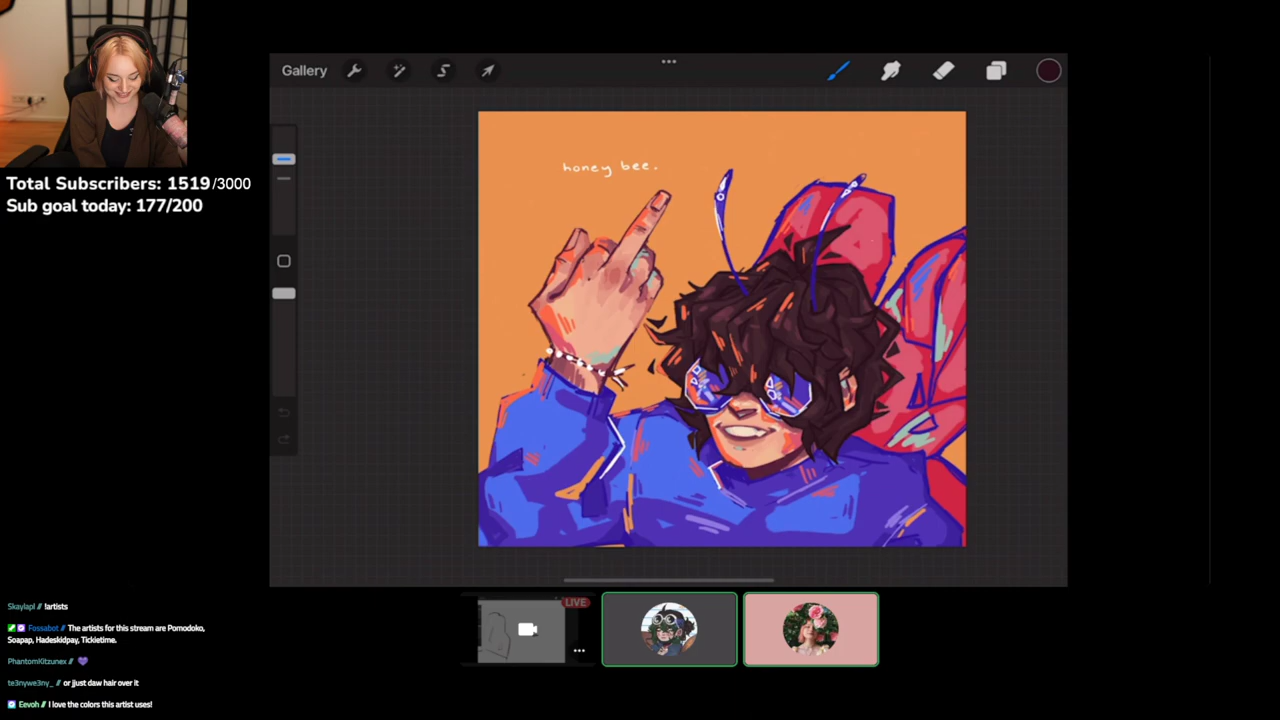 Gallery
honey bee.
Total Subscribers: 1519/3000
Sub goal today: 177/200
LIVE
Skaylapl // !artists
Fossabot // The artists for this stream are Pomodoko,
Soapap, Hadeskidpay, Tickietime.
PhantomKitzunex //
te3nywe3ny_ // or jjust daw hair over it
Eevoh // I love the colors this artist uses!